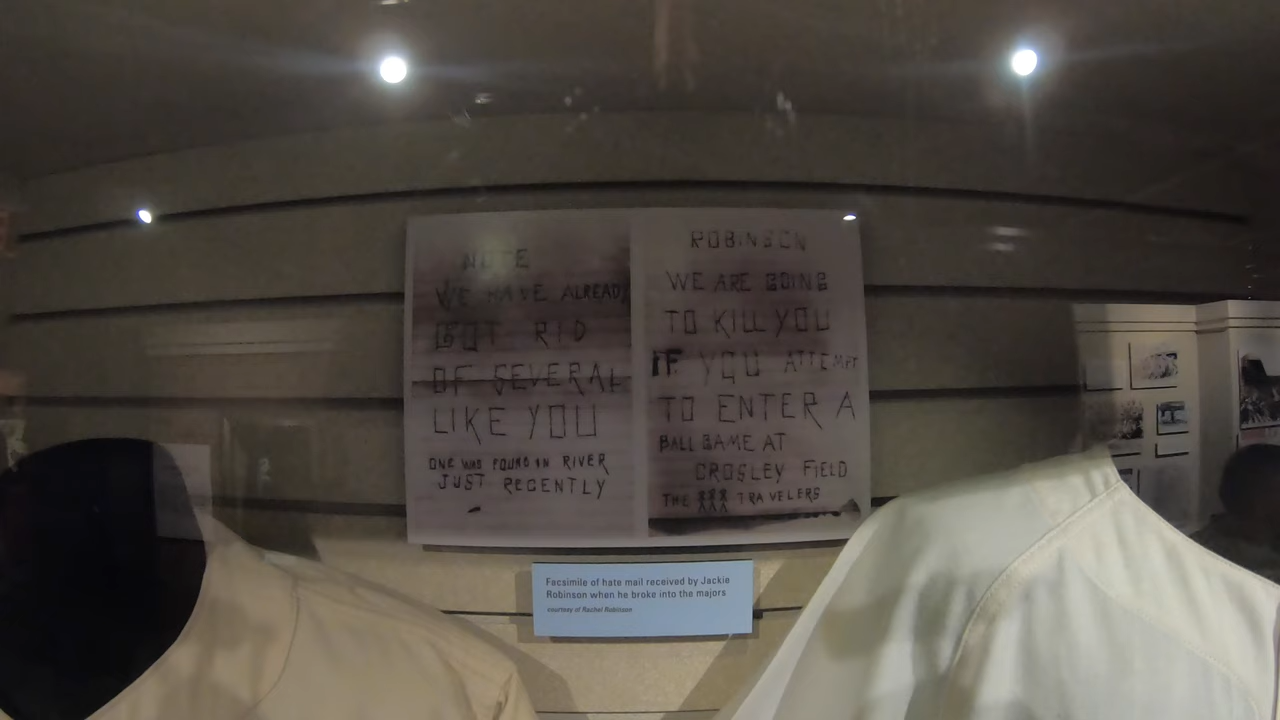 NOTE
WE HAVE ALREADY
GOT RID
OF SEVERAL
LIKE YOU
ONE WAS FOUND IN RIVER
JUST RECENTLY
ROBINSON
WE ARE GOING
TO KILL YOU
IF YOU ATTEMPT
TO ENTER A
BALL GAME AT
CROSLEY FIELD
THE TRAVELERS
Facsimile of hate mail received by Jackie
Robinson when he broke into the majors
courtesy of Rachel Robinson